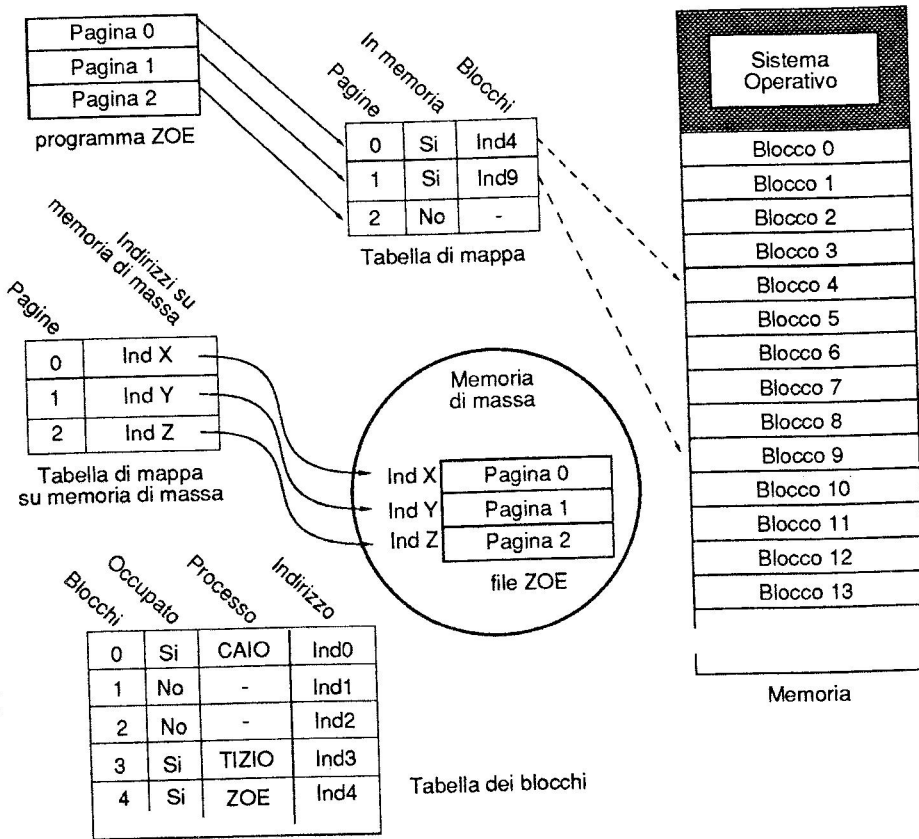 Pagina 0
Pagina 1
Pagina 2
programma ZOE
Pagine
In memoria
Blocchi
0 Si Ind4
1 Si Ind9
2 No -
Tabella di mappa
Pagine
Indirizzi su
memoria di massa
0 Ind X
1 Ind Y
2 Ind Z
Tabella di mappa
su memoria di massa
Memoria
di massa
Ind X Pagina 0
Ind Y Pagina 1
Ind Z Pagina 2
file ZOE
Blocchi
Occupato
Processo
Indirizzo
0 Si CAIO Ind0
1 No - Ind1
2 No - Ind2
3 Si TIZIO Ind3
4 Si ZOE Ind4
Tabella dei blocchi
Sistema
Operativo
Blocco 0
Blocco 1
Blocco 2
Blocco 3
Blocco 4
Blocco 5
Blocco 6
Blocco 7
Blocco 8
Blocco 9
Blocco 10
Blocco 11
Blocco 12
Blocco 13
Memoria